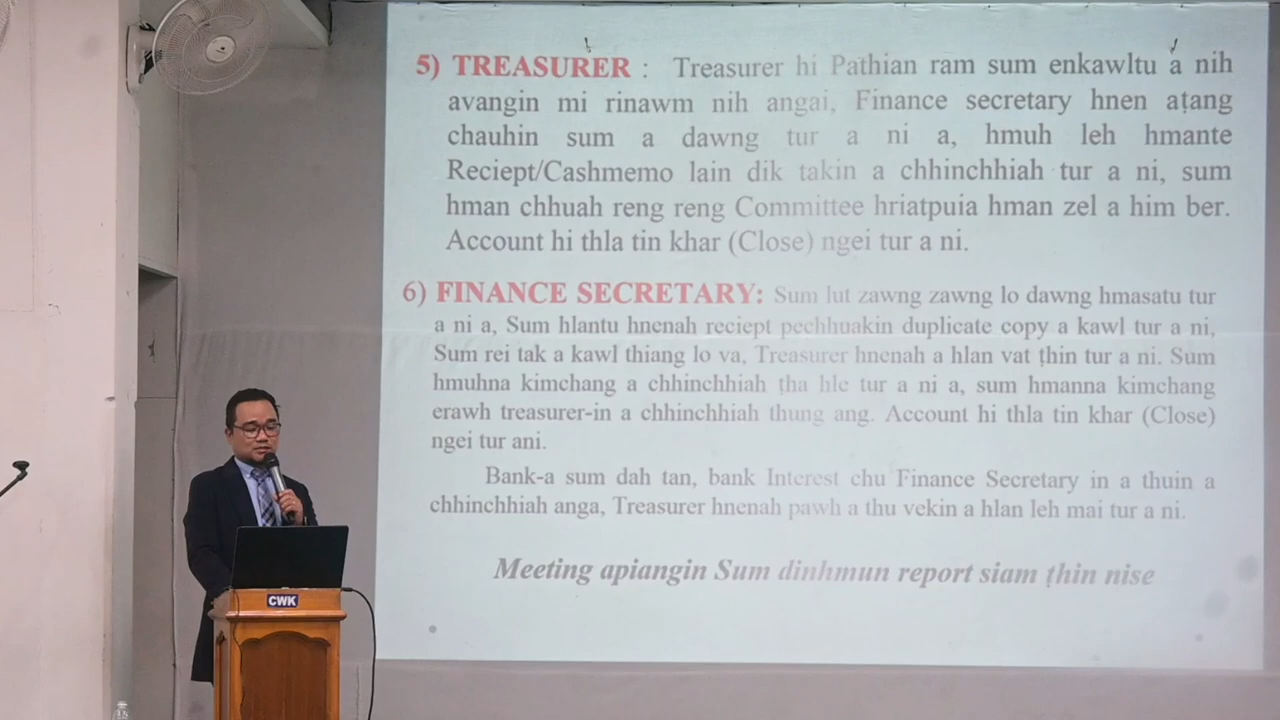 5) TREASURER : Treasurer hi Pathian ram sum enkawltu a nih
avangin mi rinawm nih angai. Finance secretary hnen aṭang
chauhin sum a dawng tur a ni a, hmuh leh hmante
Reciept/Cashmemo lain dik takin a chhinchhiah tur a ni, sum
hman chhuah reng reng Committee hriatpuia hman zel a him ber.
Account hi thla tin khar (Close) ngei tur a ni.
6) FINANCE SECRETARY: Sum lut zawng zawng lo dawng hmasatu tur
a ni a, Sum hlantu hnenah reciept pechhuakin duplicate copy a kawl tur a ni,
Sum rei tak a kawl thiang lo va, Treasurer hnenah a hlan vat ṭhin tur a ni. Sum
hmuhna kimchang a chhinchhiah ṭha hle tur a ni a, sum hmanna kimchang
erawh treasurer-in a chhinchhiah thung ang. Account hi thla tin khar (Close)
ngei tur ani.
Bank-a sum dah tan, bank Interest chu Finance Secretary in a thuin a
chhinchhiah anga, Treasurer hnenah pawh a thu vekin a hlan leh mai tur a ni.
Meeting apiangin Sum dinhmun report siam ṭhin nise
CWK